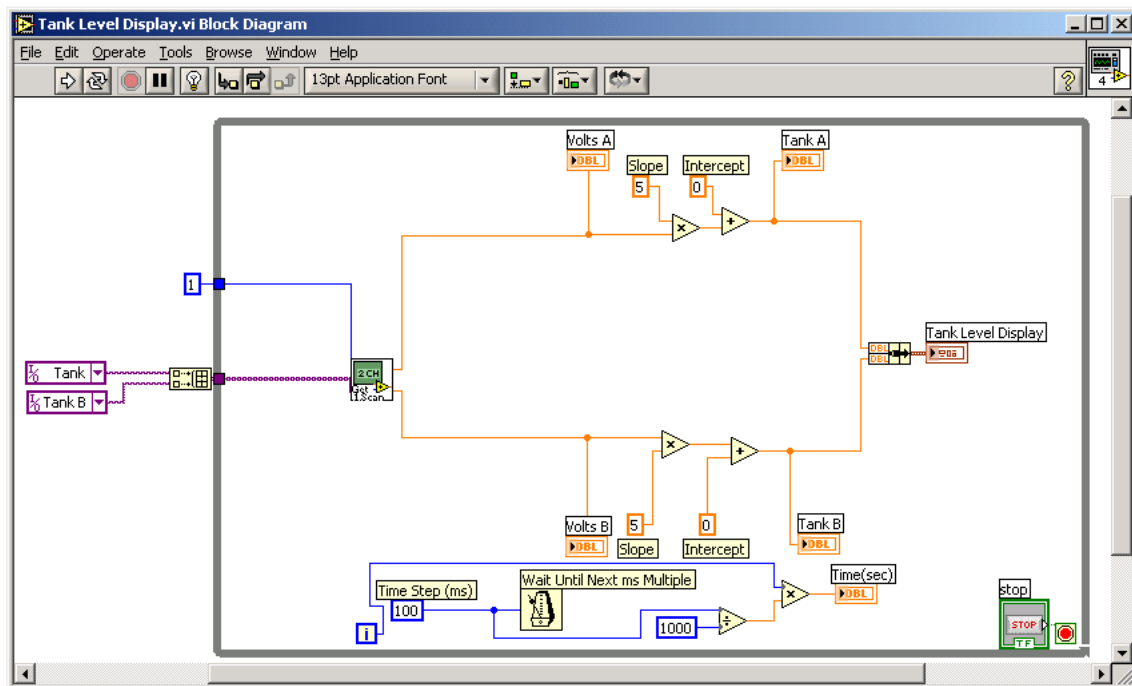 Tank Level Display.vi Block Diagram
File Edit Operate Tools Browse Window Help
13pt Application Font
?
4
Volts A
DBL
Slope
5
Intercept
0
Tank A
DBL
1
Tank
Tank B
2 CH
Get
1 Scan
DBL
DBL
Tank Level Display
Volts B
DBL
5
Slope
0
Intercept
Tank B
DBL
Time Step (ms)
100
Wait Until Next ms Multiple
1000
Time(sec)
DBL
i
stop
STOP
TF